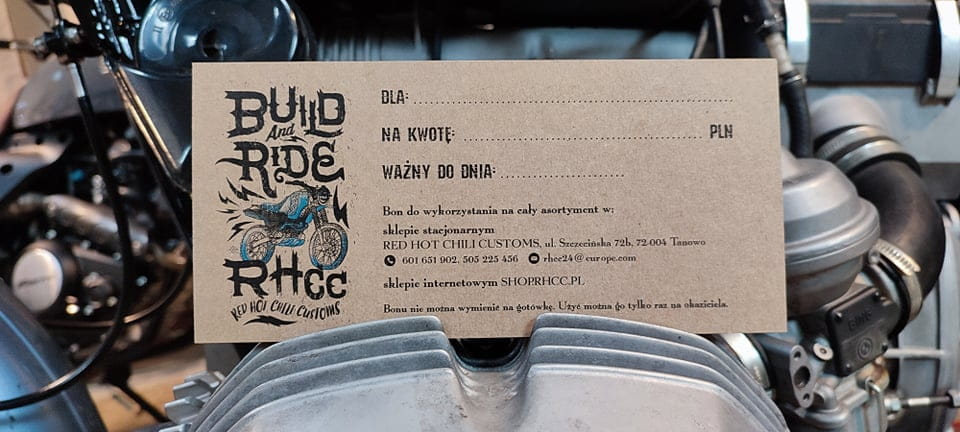 BUILD
And
RIDE
RHCC
RED HOT CHILI CUSTOMS
DLA:
NA KWOTĘ: PLN
WAŻNY DO DNIA:
Bon do wykorzystania na cały asortyment w:
sklepie stacjonarnym
RED HOT CHILI CUSTOMS, ul. Szczecińska 72b, 72-004 Tanowo
601 651 902, 505 225 456 rhcc24@europe.com
sklepie internetowym SHOPRHCC.PL
Bonu nie można wymienić na gotówkę. Użyć można go tylko raz na okaziciela.
BING